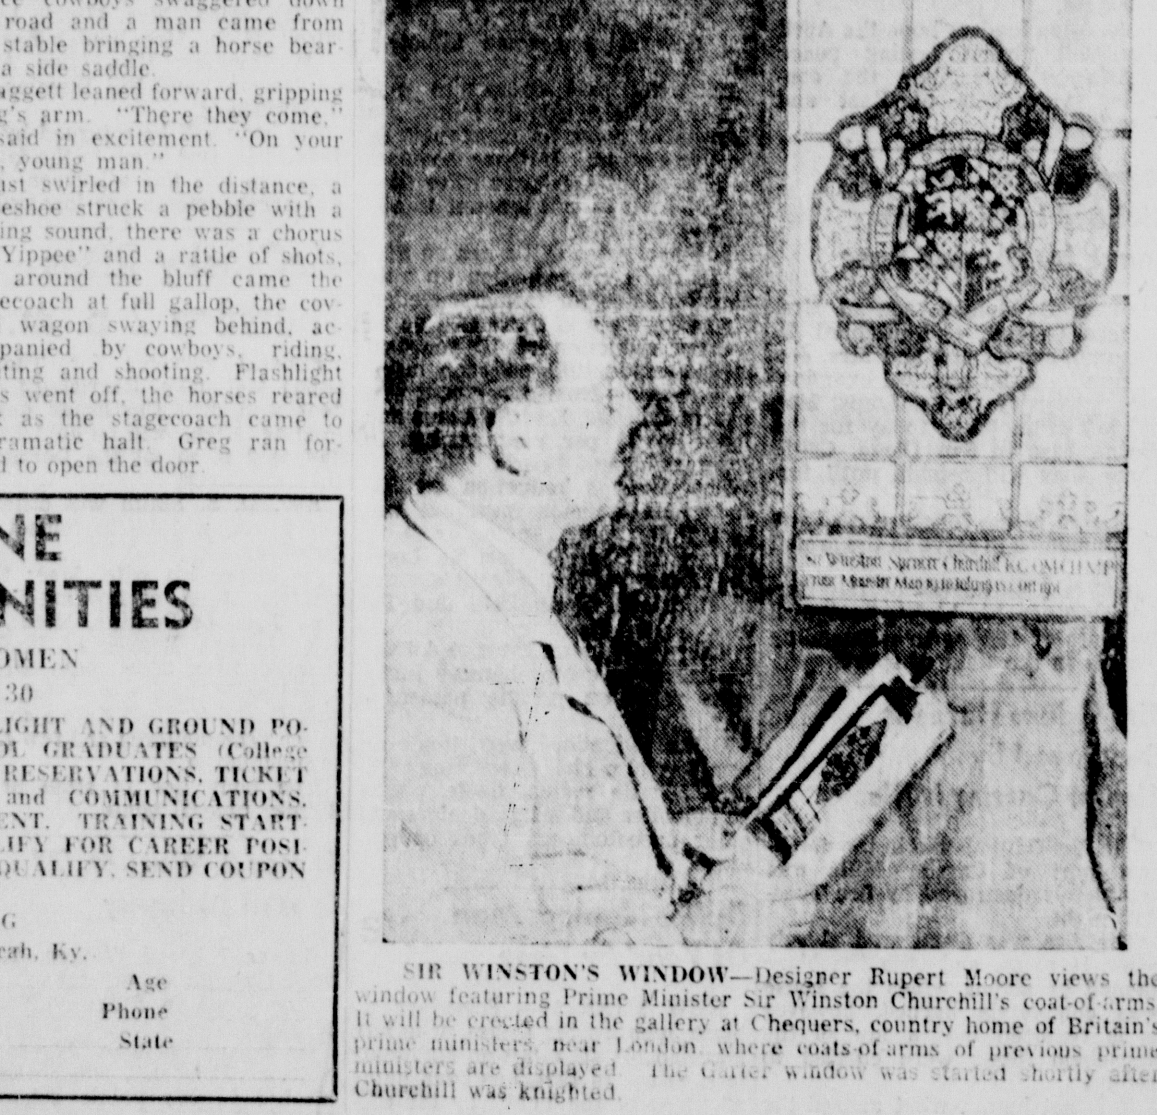 road and a man came from
stable bringing a horse bear-
a side saddle.
aggett leaned forward, gripping
g's arm. "There they come,"
said in excitement. "On your
, young man."
ust swirled in the distance, a
eshoe struck a pebble with a
ing sound, there was a chorus
Yippee" and a rattle of shots,
around the bluff came the
ecoach at full gallop, the cov-
wagon swaying behind, ac-
panied by cowboys, riding,
ting and shooting. Flashlight
s went off, the horses reared
as the stagecoach came to
ramatic halt. Greg ran for-
d to open the door.
NE
NITIES
OMEN
30
LIGHT AND GROUND PO-
OL GRADUATES (College
RESERVATIONS, TICKET
and COMMUNICATIONS.
ENT. TRAINING START-
LIFY FOR CAREER POSI-
QUALIFY, SEND COUPON
G
cah, Ky.
Age
Phone
State
Sir Winston Spencer Churchill
SIR WINSTON'S WINDOW—Designer Rupert Moore views the
window featuring Prime Minister Sir Winston Churchill's coat-of-arms.
It will be erected in the gallery at Chequers, country home of Britain's
prime ministers, near London, where coats-of arms of previous prime
ministers are displayed. The Garter window was started shortly after
Churchill was knighted.